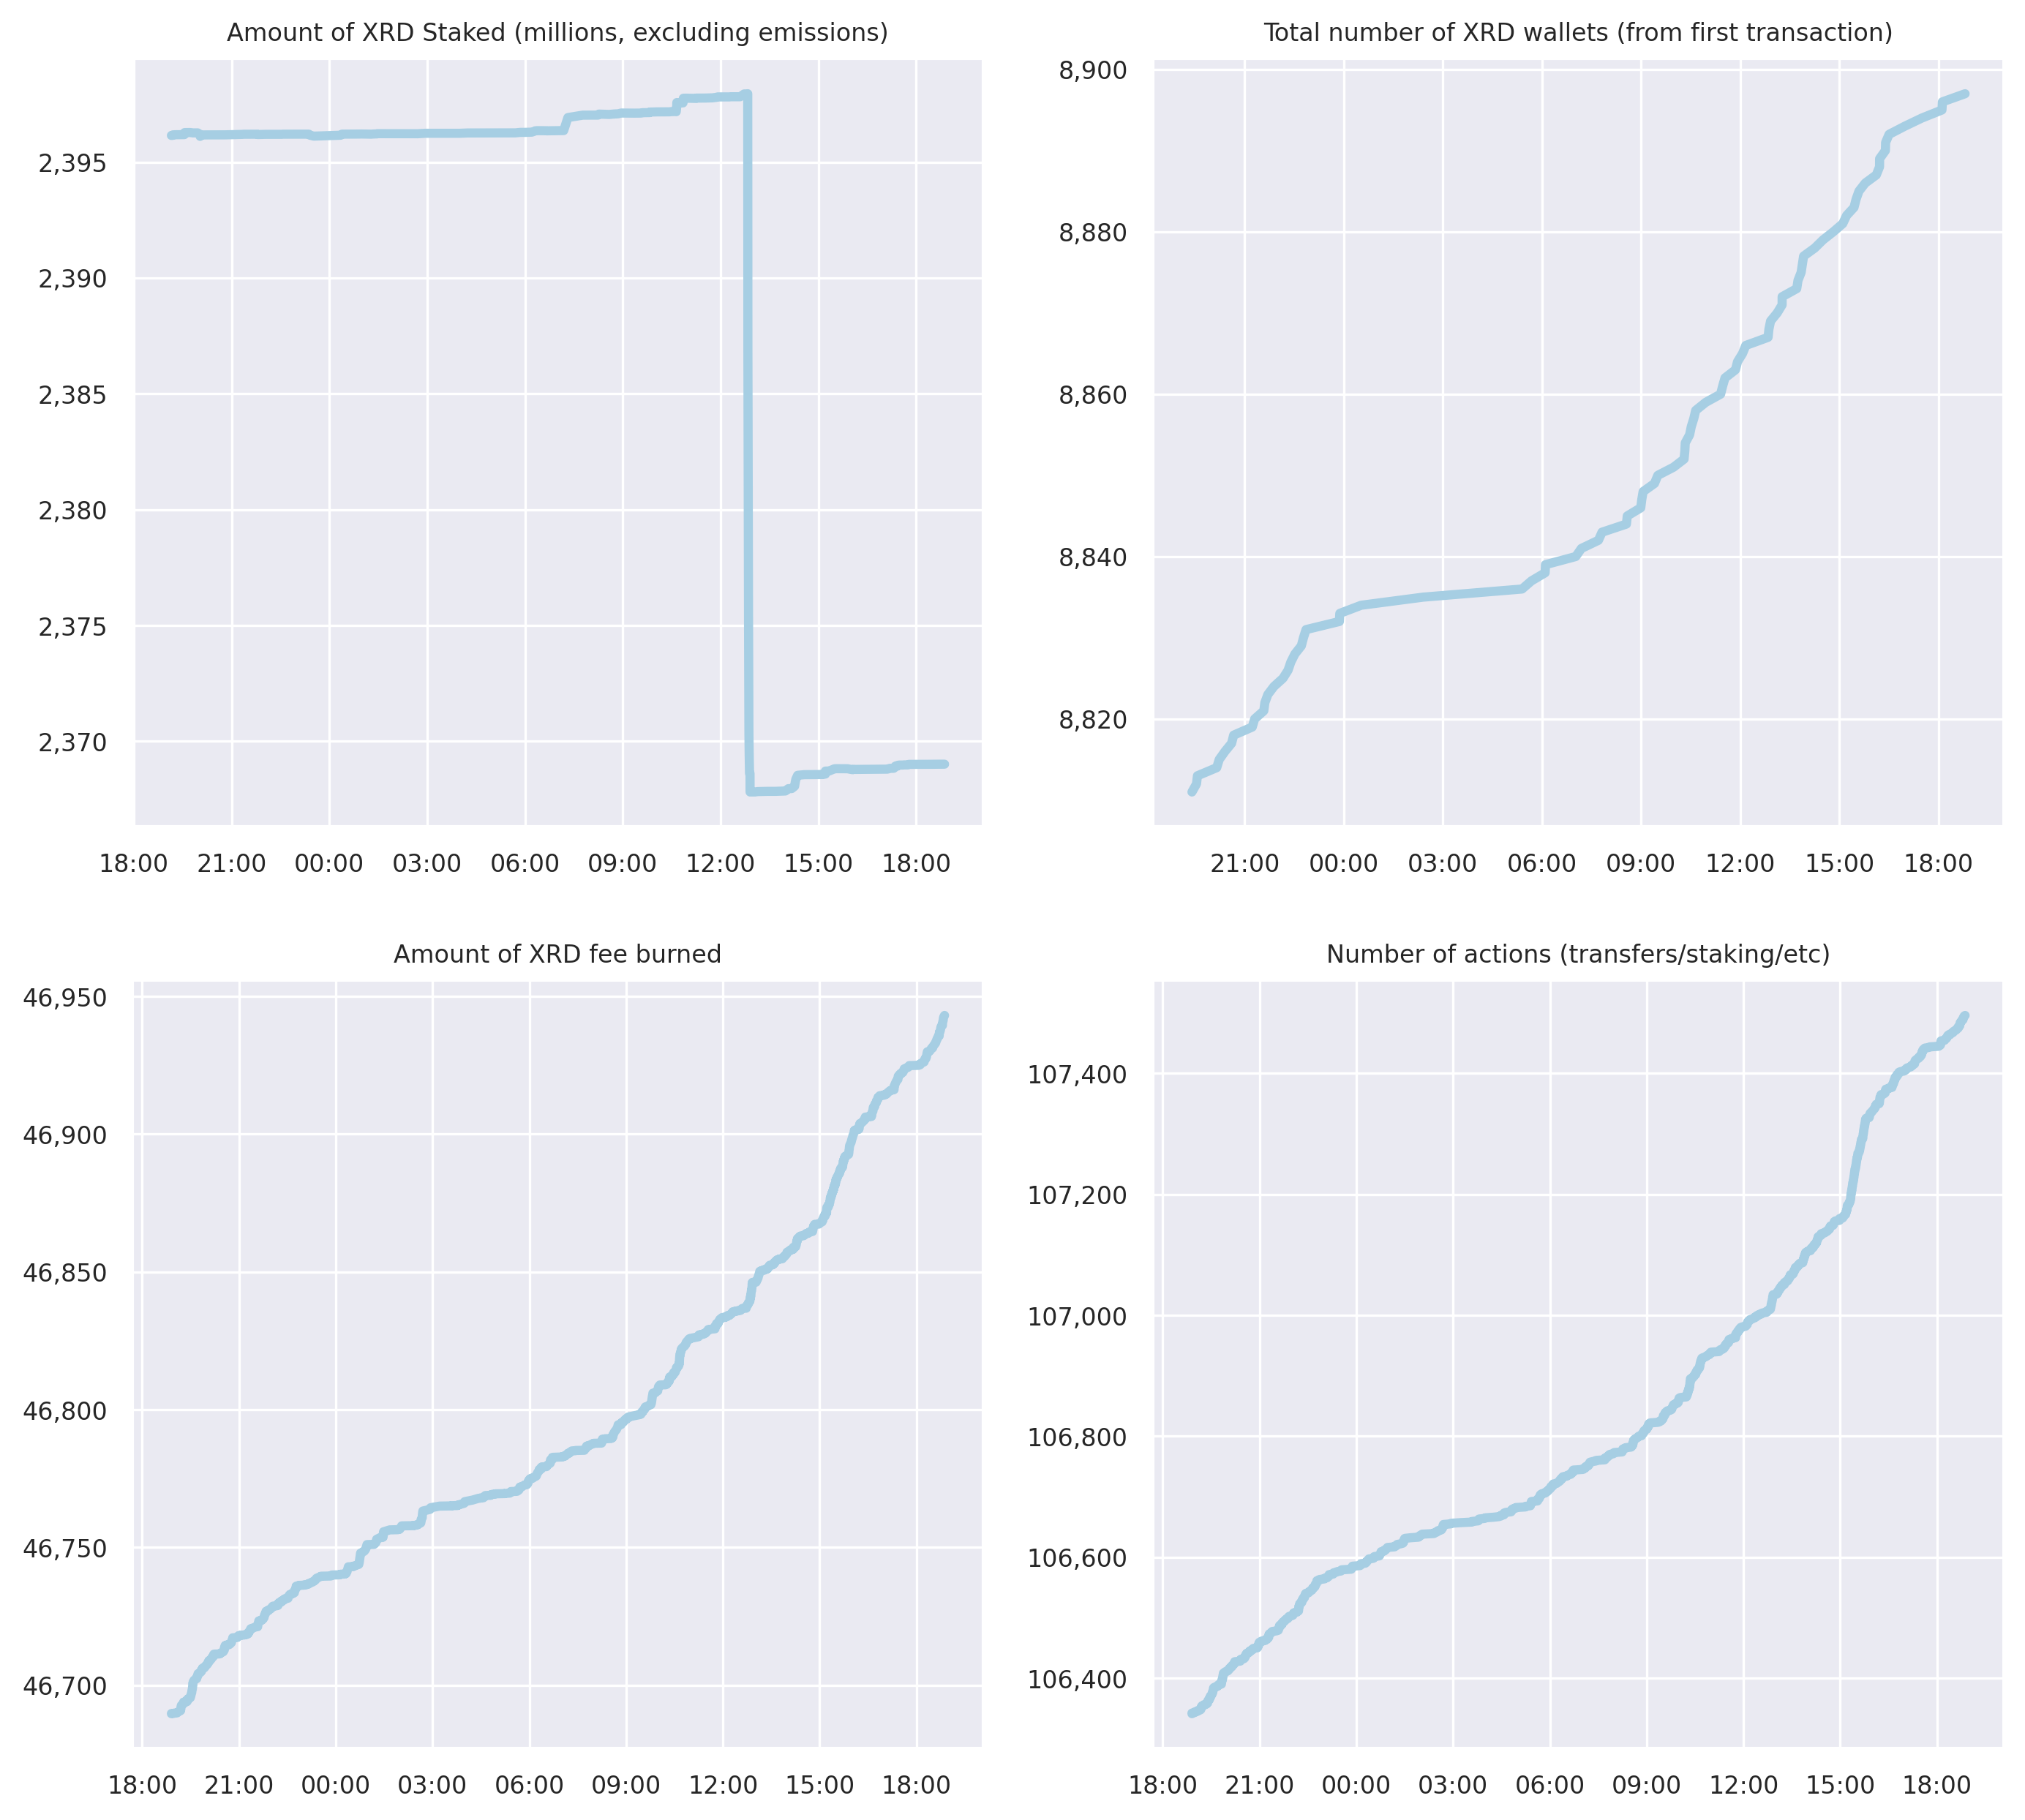 Amount of XRD Staked (millions, excluding emissions)
2,395
2,390
2,385
2,380
2,375
2,370
18:00 21:00 00:00 03:00 06:00 09:00 12:00 15:00 18:00
Total number of XRD wallets (from first transaction)
8,900
8,880
8,860
8,840
8,820
21:00 00:00 03:00 06:00 09:00 12:00 15:00 18:00
Amount of XRD fee burned
46,950
46,900
46,850
46,800
46,750
46,700
18:00 21:00 00:00 03:00 06:00 09:00 12:00 15:00 18:00
Number of actions (transfers/staking/etc)
107,400
107,200
107,000
106,800
106,600
106,400
18:00 21:00 00:00 03:00 06:00 09:00 12:00 15:00 18:00